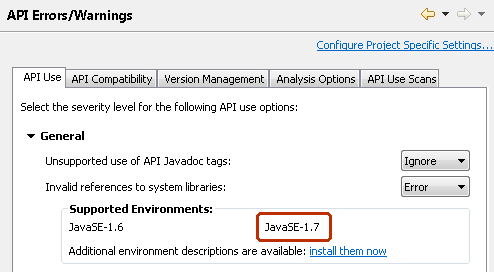 API Errors/Warnings
Configure Project Specific Settings...
API Use API Compatibility Version Management Analysis Options API Use Scans
Select the severity level for the following API use options:
General
Unsupported use of API Javadoc tags: Ignore
Invalid references to system libraries: Error
Supported Environments:
JavaSE-1.6 JavaSE-1.7
Additional environment descriptions are available: install them now